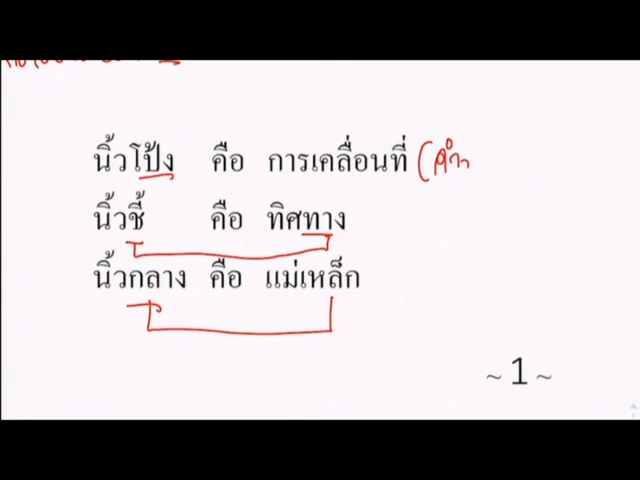 นิ้วโป้ง คือ การเคลื่อนที่
นิ้วชี้ คือ ทิศทาง
นิ้วกลาง คือ แม่เหล็ก
~ 1 ~